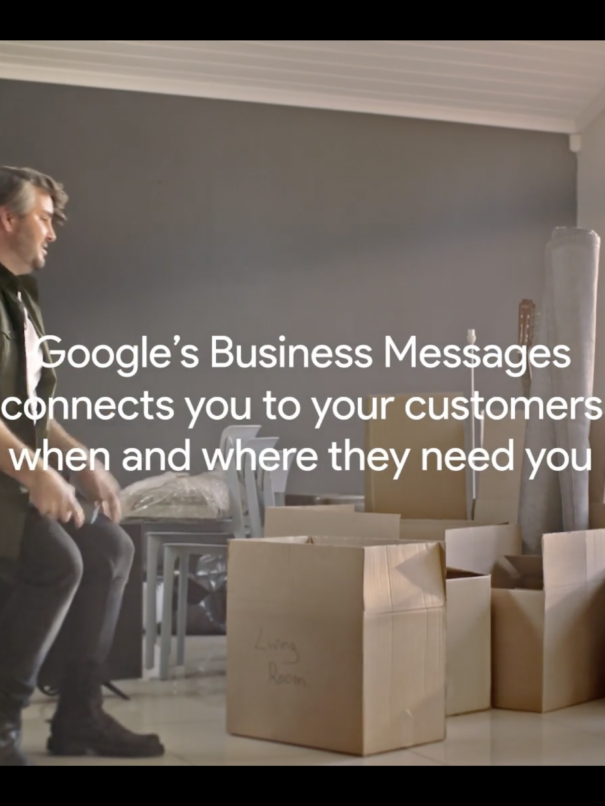 Google’s Business Messages
connects you to your customers
when and where they need you
Living
Room